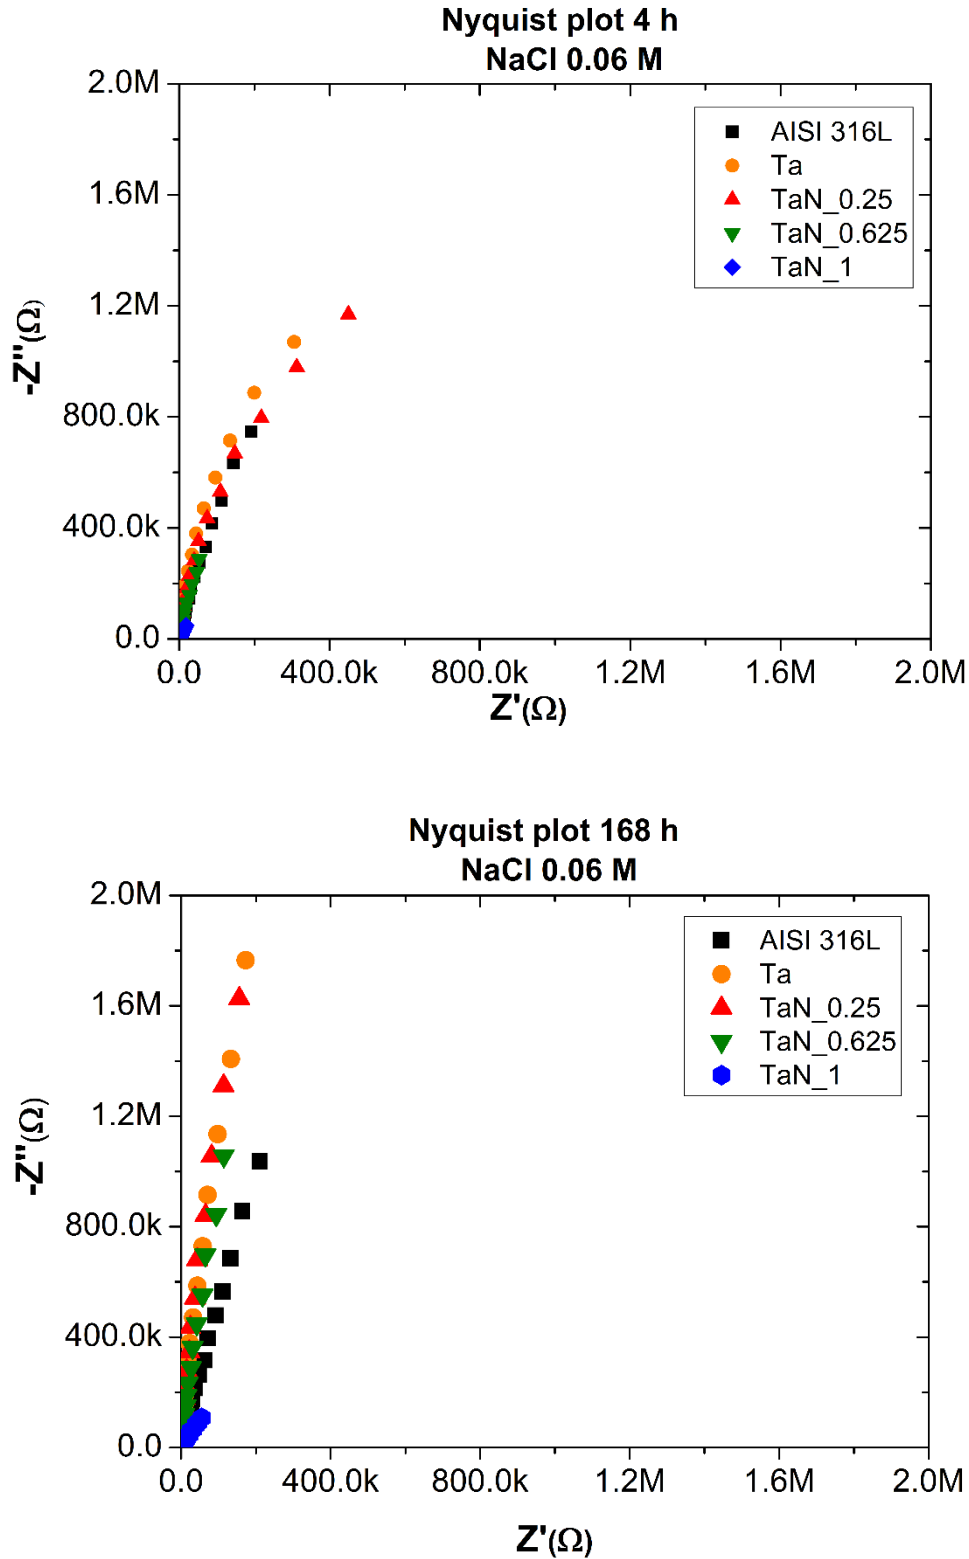 Nyquist plot 4 h
NaCl 0.06 M
2.0M
1.6M
1.2M
800.0k
400.0k
0.0
-Z''(Ω)
AISI 316L
Ta
TaN_0.25
TaN_0.625
TaN_1
0.0 400.0k 800.0k 1.2M 1.6M 2.0M
Z'(Ω)
Nyquist plot 168 h
NaCl 0.06 M
2.0M
1.6M
1.2M
800.0k
400.0k
0.0
-Z''(Ω)
AISI 316L
Ta
TaN_0.25
TaN_0.625
TaN_1
0.0 400.0k 800.0k 1.2M 1.6M 2.0M
Z'(Ω)